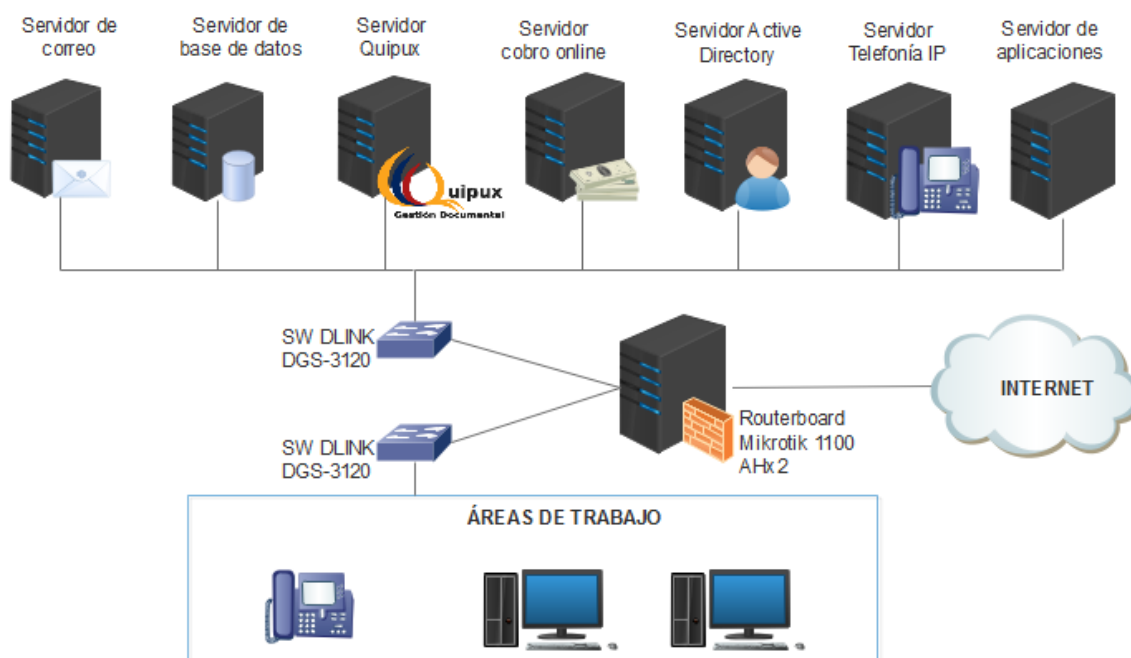 Servidor de
correo
Servidor de
base de datos
Servidor
Quipux
Servidor
cobro online
Servidor Active
Directory
Servidor
Telefonía IP
Servidor de
aplicaciones
Quipux
Gestión Documental
SW DLINK
DGS-3120
SW DLINK
DGS-3120
Routerboard
Mikrotik 1100
AHx2
INTERNET
ÁREAS DE TRABAJO